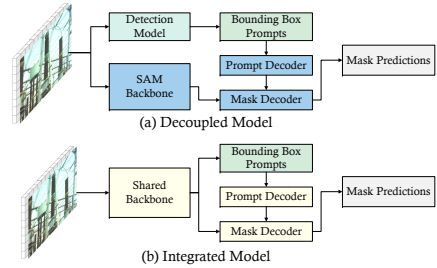 Detection
Model
Bounding Box
Prompts
SAM
Backbone
Prompt Decoder
Mask Decoder
Mask Predictions
(a) Decoupled Model
Shared
Backbone
Bounding Box
Prompts
Prompt Decoder
Mask Decoder
Mask Predictions
(b) Integrated Model